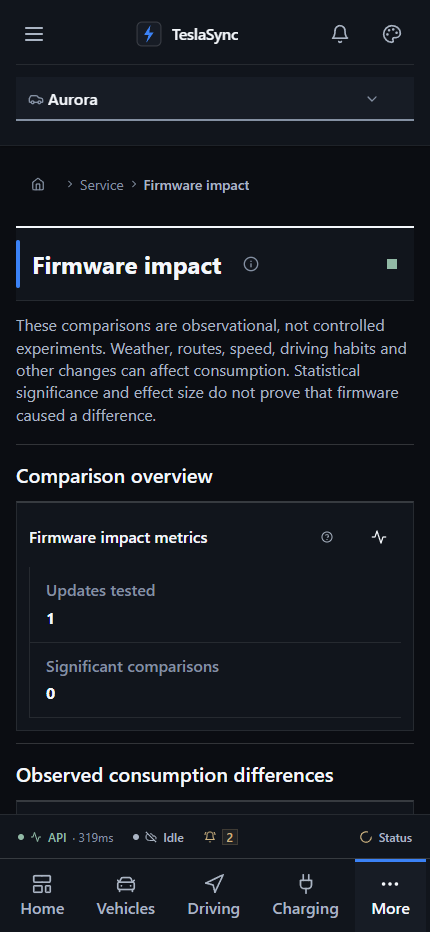 TeslaSync
Aurora
Service
Firmware impact
Firmware impact
These comparisons are observational, not controlled
experiments. Weather, routes, speed, driving habits and
other changes can affect consumption. Statistical
significance and effect size do not prove that firmware
caused a difference.
Comparison overview
Firmware impact metrics
Updates tested
1
Significant comparisons
0
Observed consumption differences
API · 319ms Idle 2 Status
Home Vehicles Driving Charging More